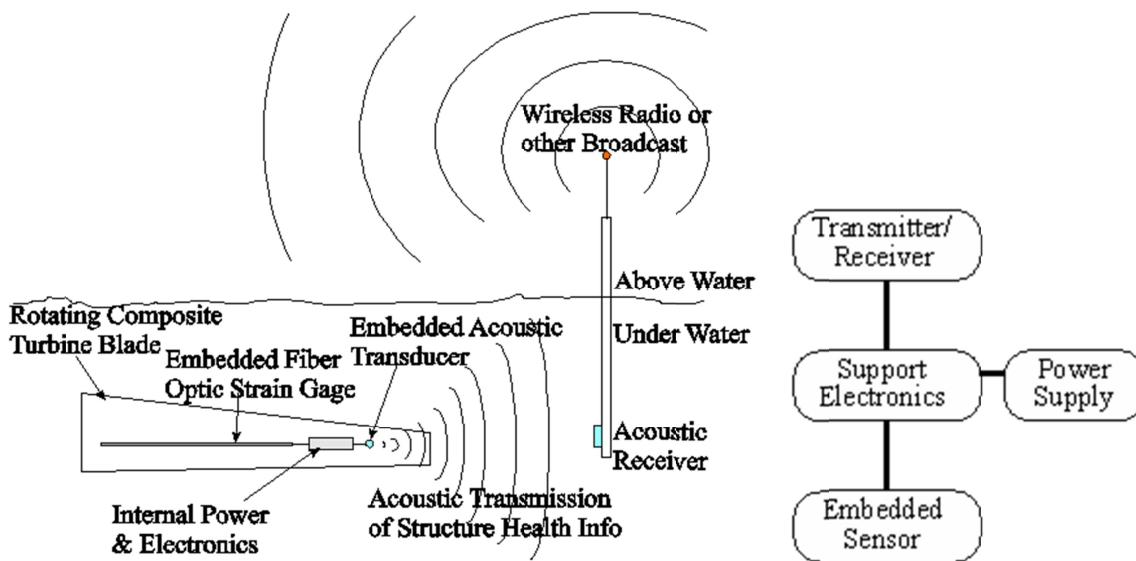 Wireless Radio or
other Broadcast
Above Water
Under Water
Rotating Composite
Turbine Blade
Embedded Fiber
Optic Strain Gage
Embedded Acoustic
Transducer
Acoustic
Receiver
Internal Power
& Electronics
Acoustic Transmission
of Structure Health Info
Transmitter/
Receiver
Support
Electronics
Power
Supply
Embedded
Sensor